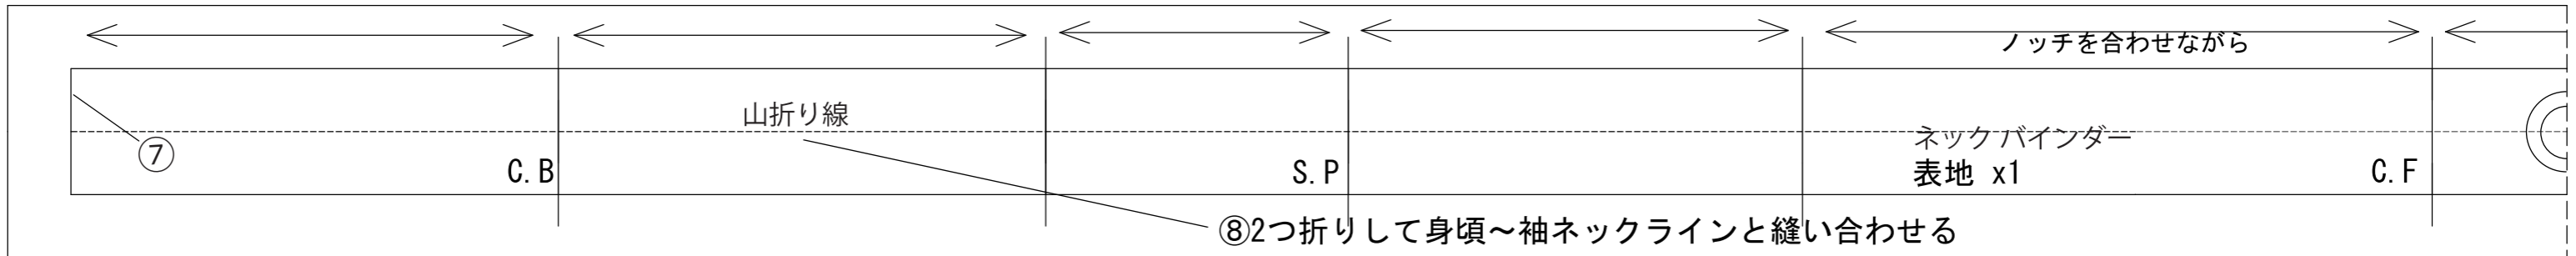 ノッチを合わせながら
山折り線
⑦
ネック バインダー
C.B
S.P
表地 x1
C.F
⑧2つ折りして身頃～袖ネックラインと縫い合わせる